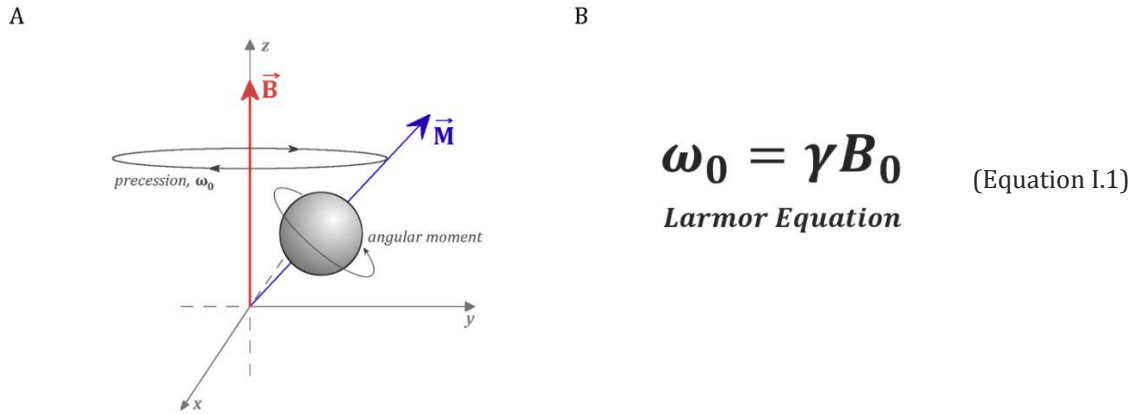 A
z
B⃗
M⃗
precession, ω₀
angular moment
y
x
B
ω₀ = γB₀
(Equation I.1)
Larmor Equation